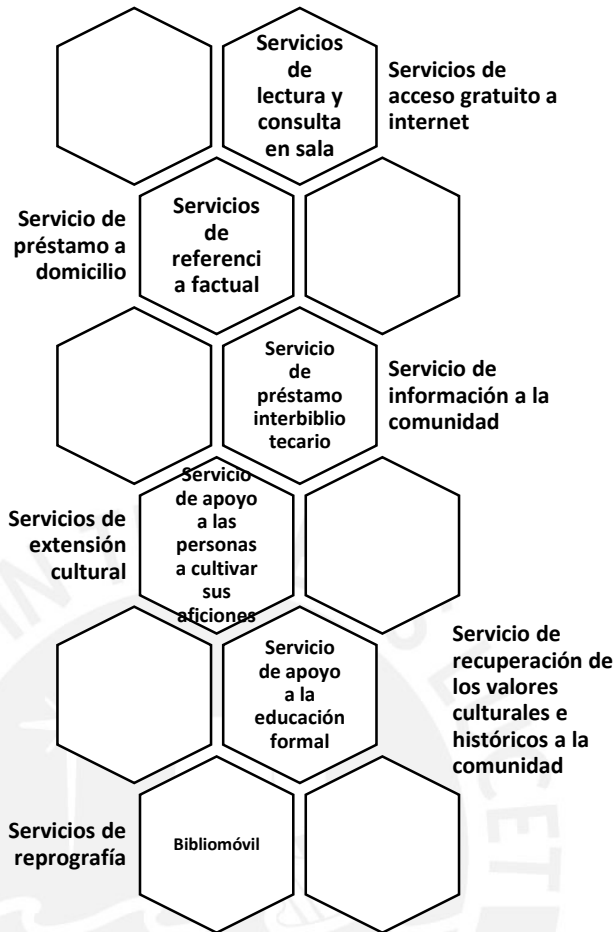 Servicios
de
lectura y
consulta
en sala
Servicios de
acceso gratuito a
internet
Servicio de
préstamo a
domicilio
Servicios
de
referenci
a factual
Servicio
de
préstamo
interbiblio
tecario
Servicio de
información a la
comunidad
Servicios de
extensión
cultural
Servicio
de apoyo
a las
personas
a cultivar
sus
aficiones
Servicio
de apoyo
a la
educación
formal
Servicio de
recuperación de
los valores
culturales e
históricos a la
comunidad
Servicios de
reprografía
Bibliomóvil